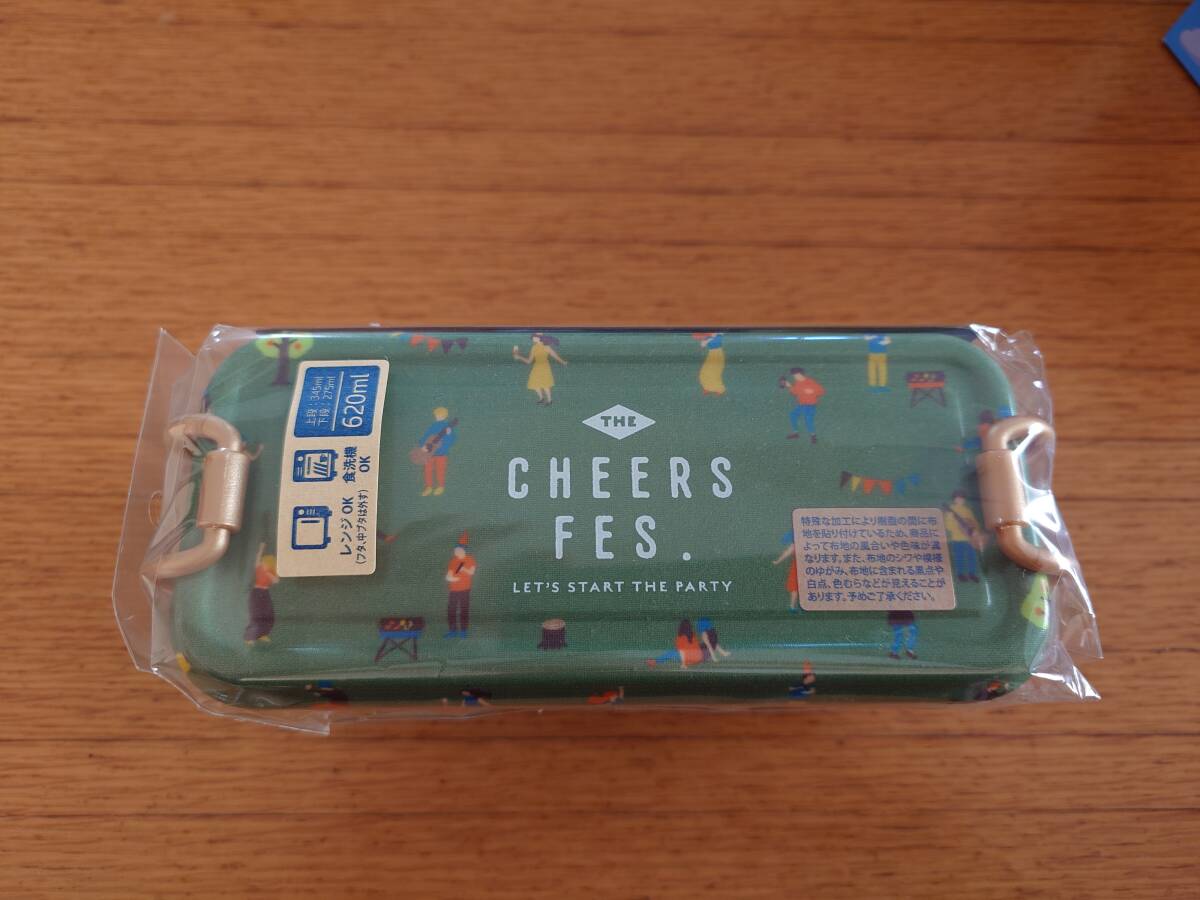 THE
CHEERS
FES.
LET'S START THE PARTY
上段:345ml
下段:275ml
620ml
食洗機
OK
レンジOK
(フタ、中ブタは外す)
特殊な加工により樹脂の間に布
地を貼り付けているため、商品に
よって布地の風合いや色味が異
なります。また、布地のシワや模様
のゆがみ、布地に含まれる黒点や
白点、色むらなどが見えることが
あります。予めご了承ください。